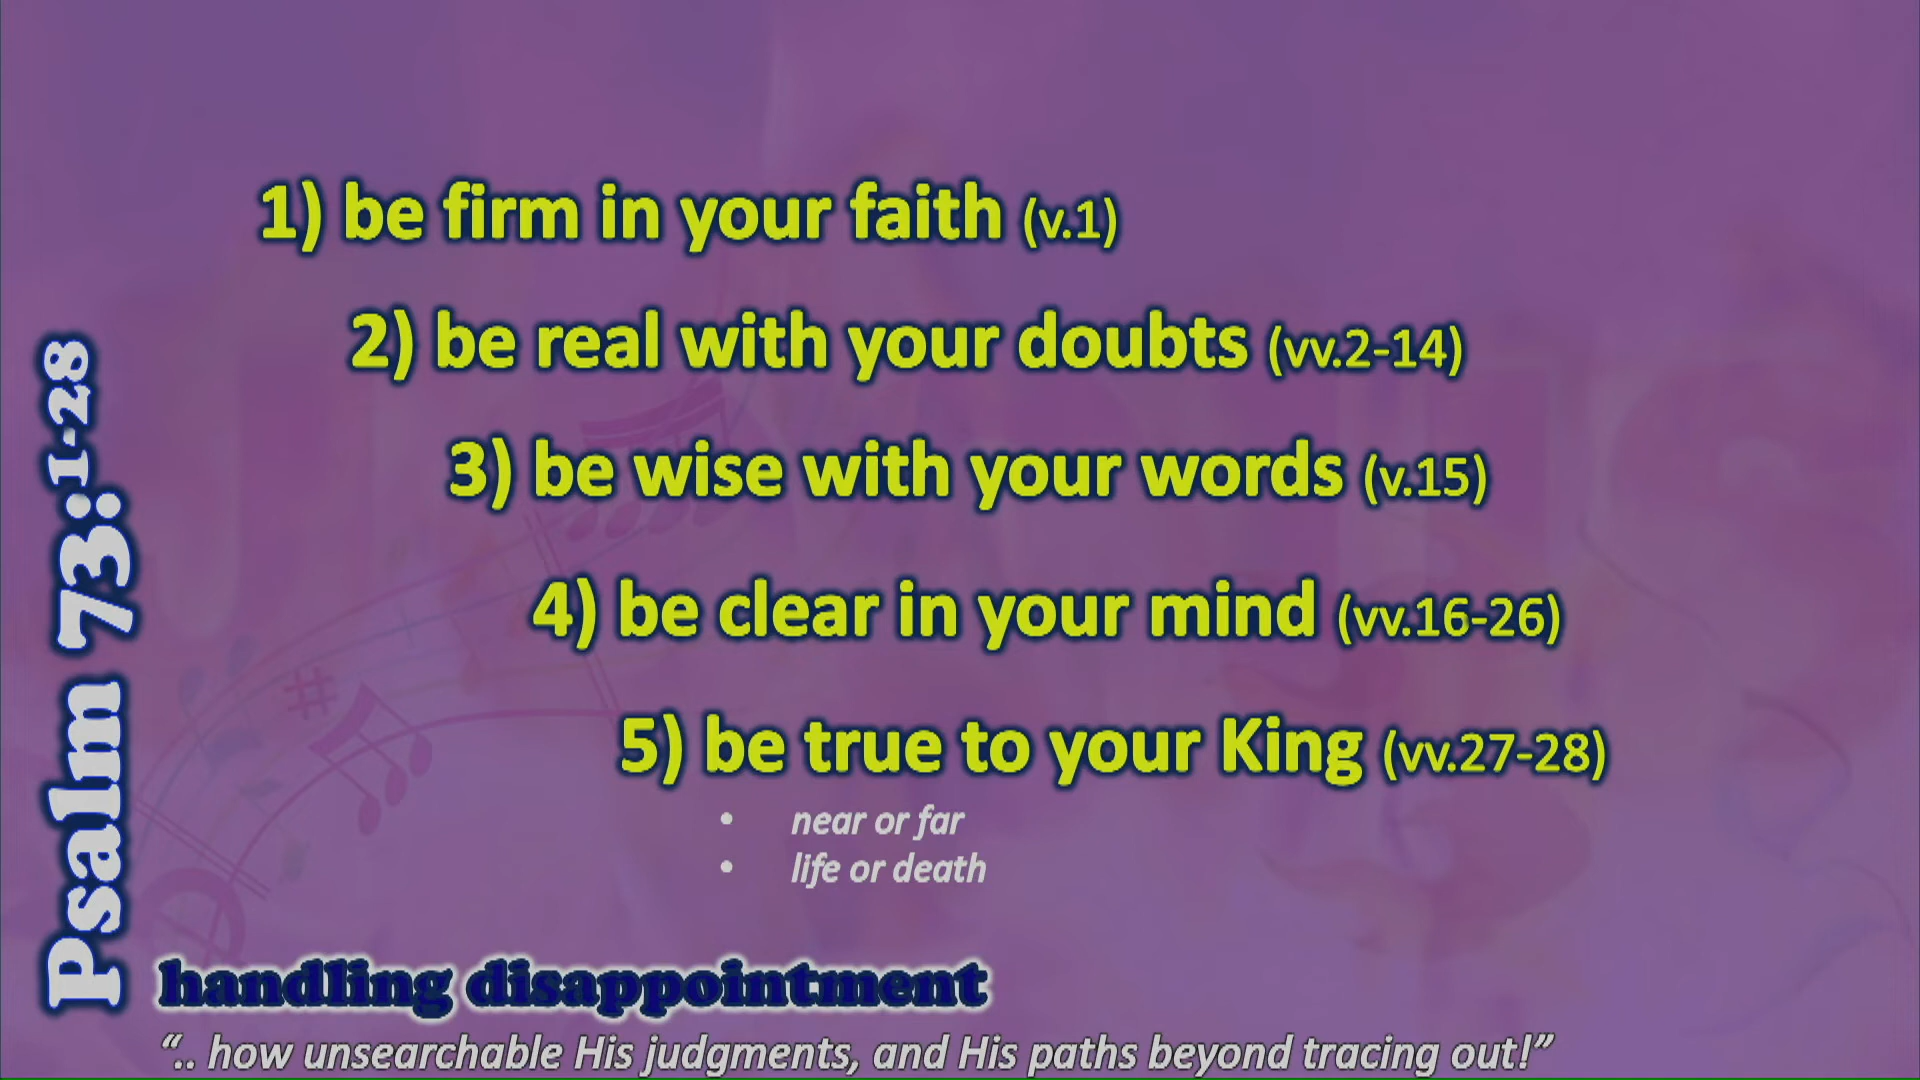 1) be firm in your faith (v.1)
2) be real with your doubts (vv.2-14)
3) be wise with your words (v.15)
4) be clear in your mind (vv.16-26)
5) be true to your King (vv.27-28)
• near or far
• life or death
Psalm 73:1-28
handling disappointment
“.. how unsearchable His judgments, and His paths beyond tracing out!”